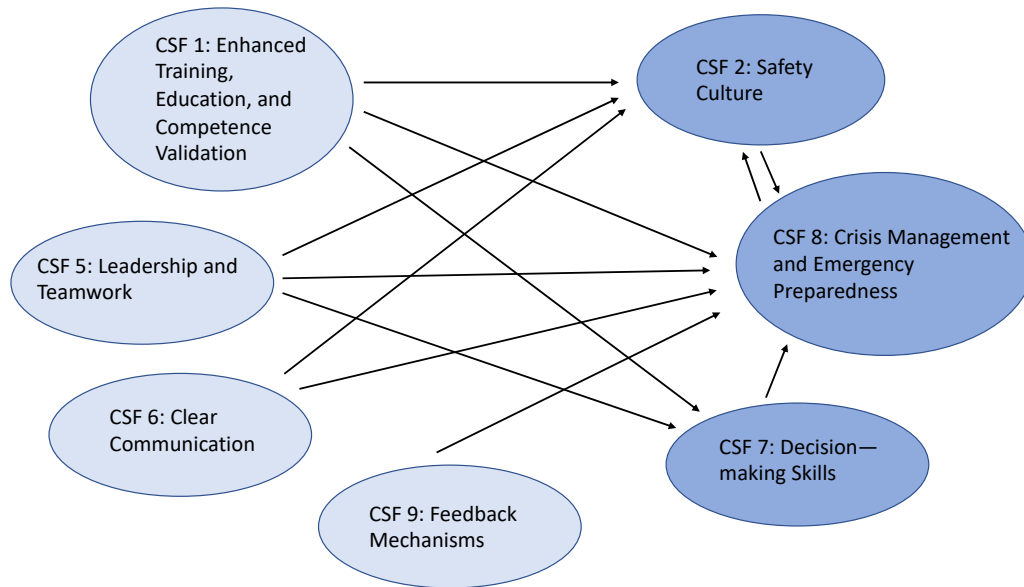 CSF 1: Enhanced
Training,
Education, and
Competence
Validation
CSF 2: Safety
Culture
CSF 5: Leadership and
Teamwork
CSF 8: Crisis Management
and Emergency
Preparedness
CSF 6: Clear
Communication
CSF 7: Decision—
making Skills
CSF 9: Feedback
Mechanisms